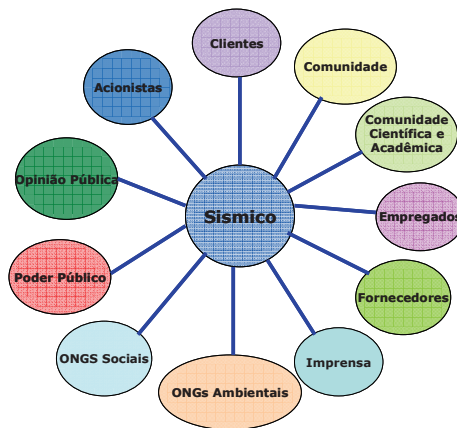 Clientes
Comunidade
Acionistas
Comunidade
Científica e
Acadêmica
Opinião Pública
Sismico
Empregados
Poder Público
Fornecedores
ONGS Sociais
Imprensa
ONGs Ambientais